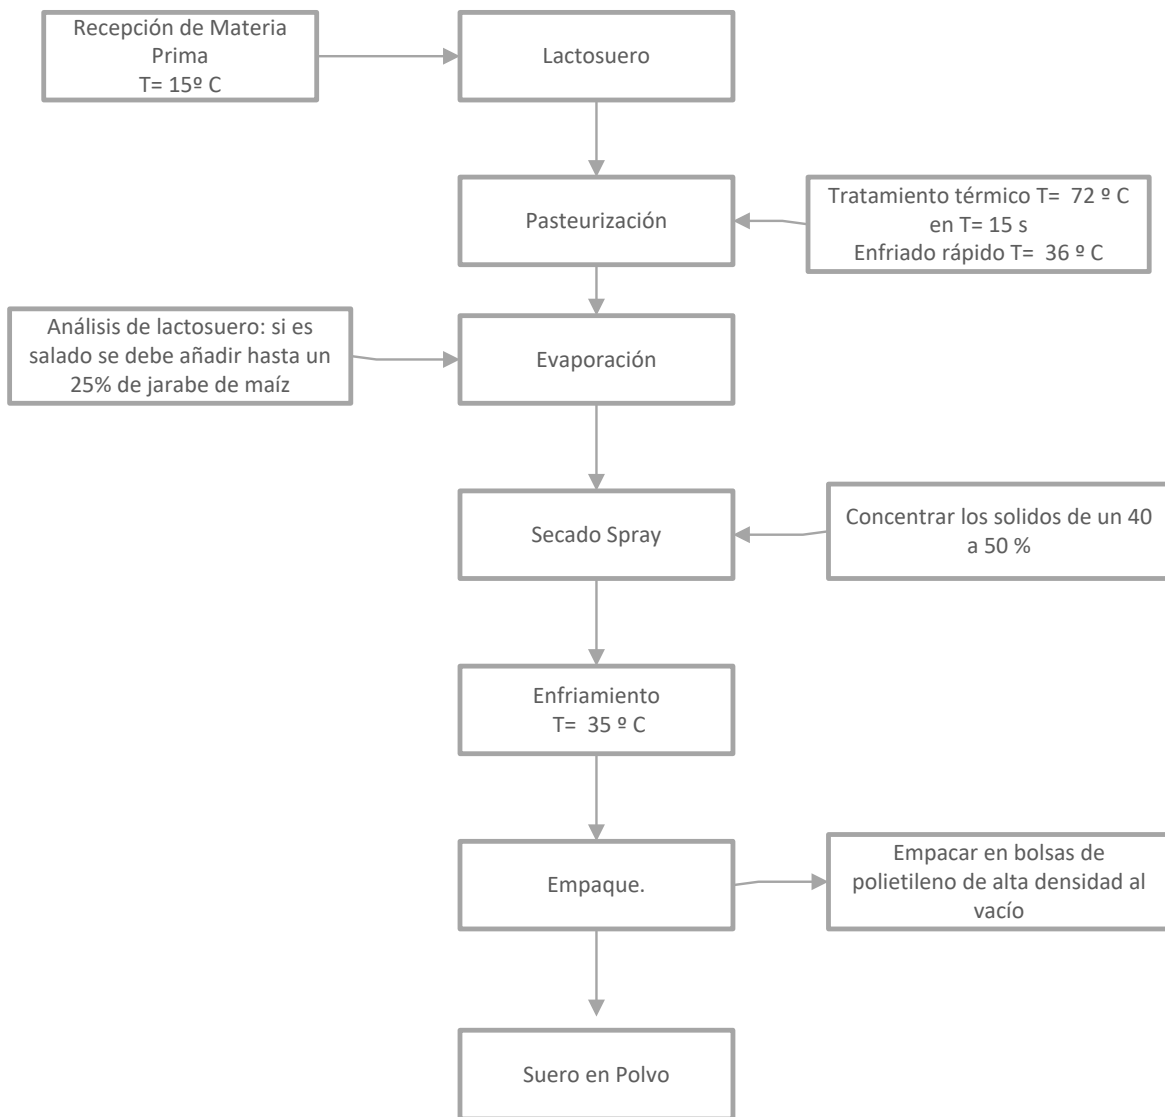 Recepción de Materia
Prima
T= 15º C
Lactosuero
Pasteurización
Tratamiento térmico T=  72 º C
en T= 15 s
Enfriado rápido T=  36 º C
Análisis de lactosuero: si es
salado se debe añadir hasta un
25% de jarabe de maíz
Evaporación
Secado Spray
Concentrar los solidos de un 40
a 50 %
Enfriamiento
T=  35 º C
Empaque.
Empacar en bolsas de
polietileno de alta densidad al
vacío
Suero en Polvo